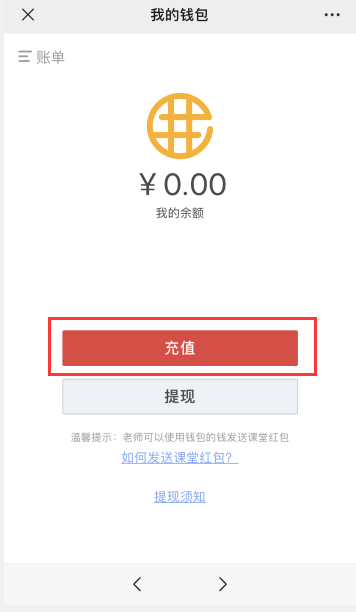 我的钱包
账单
¥ 0.00
我的余额
充值
提现
温馨提示：老师可以使用钱包的钱发送课堂红包
如何发送课堂红包？
提现须知